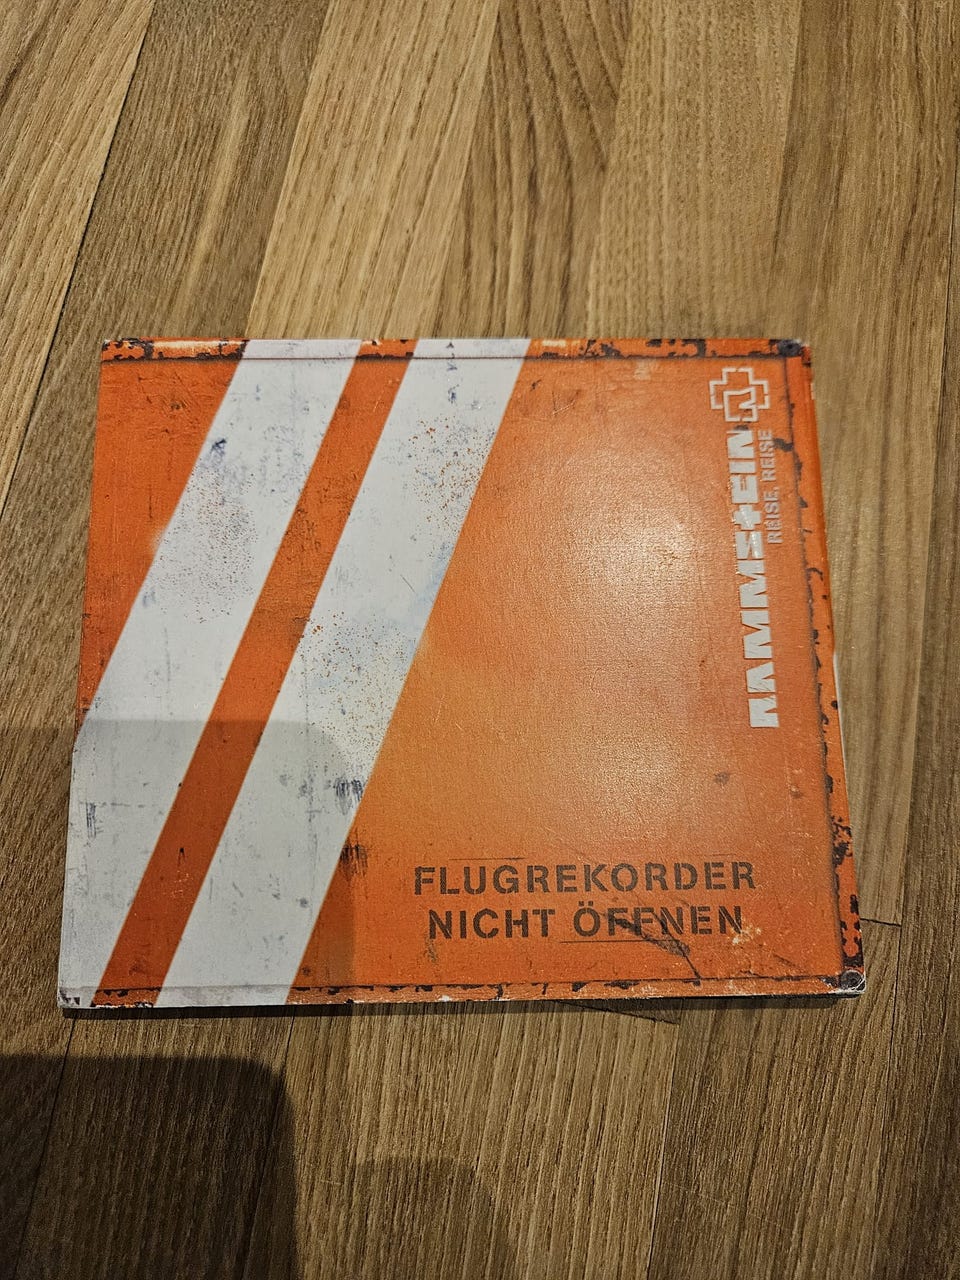 RAMMSTEIN
REISE, REISE
FLUGREKORDER
NICHT ÖFFNEN